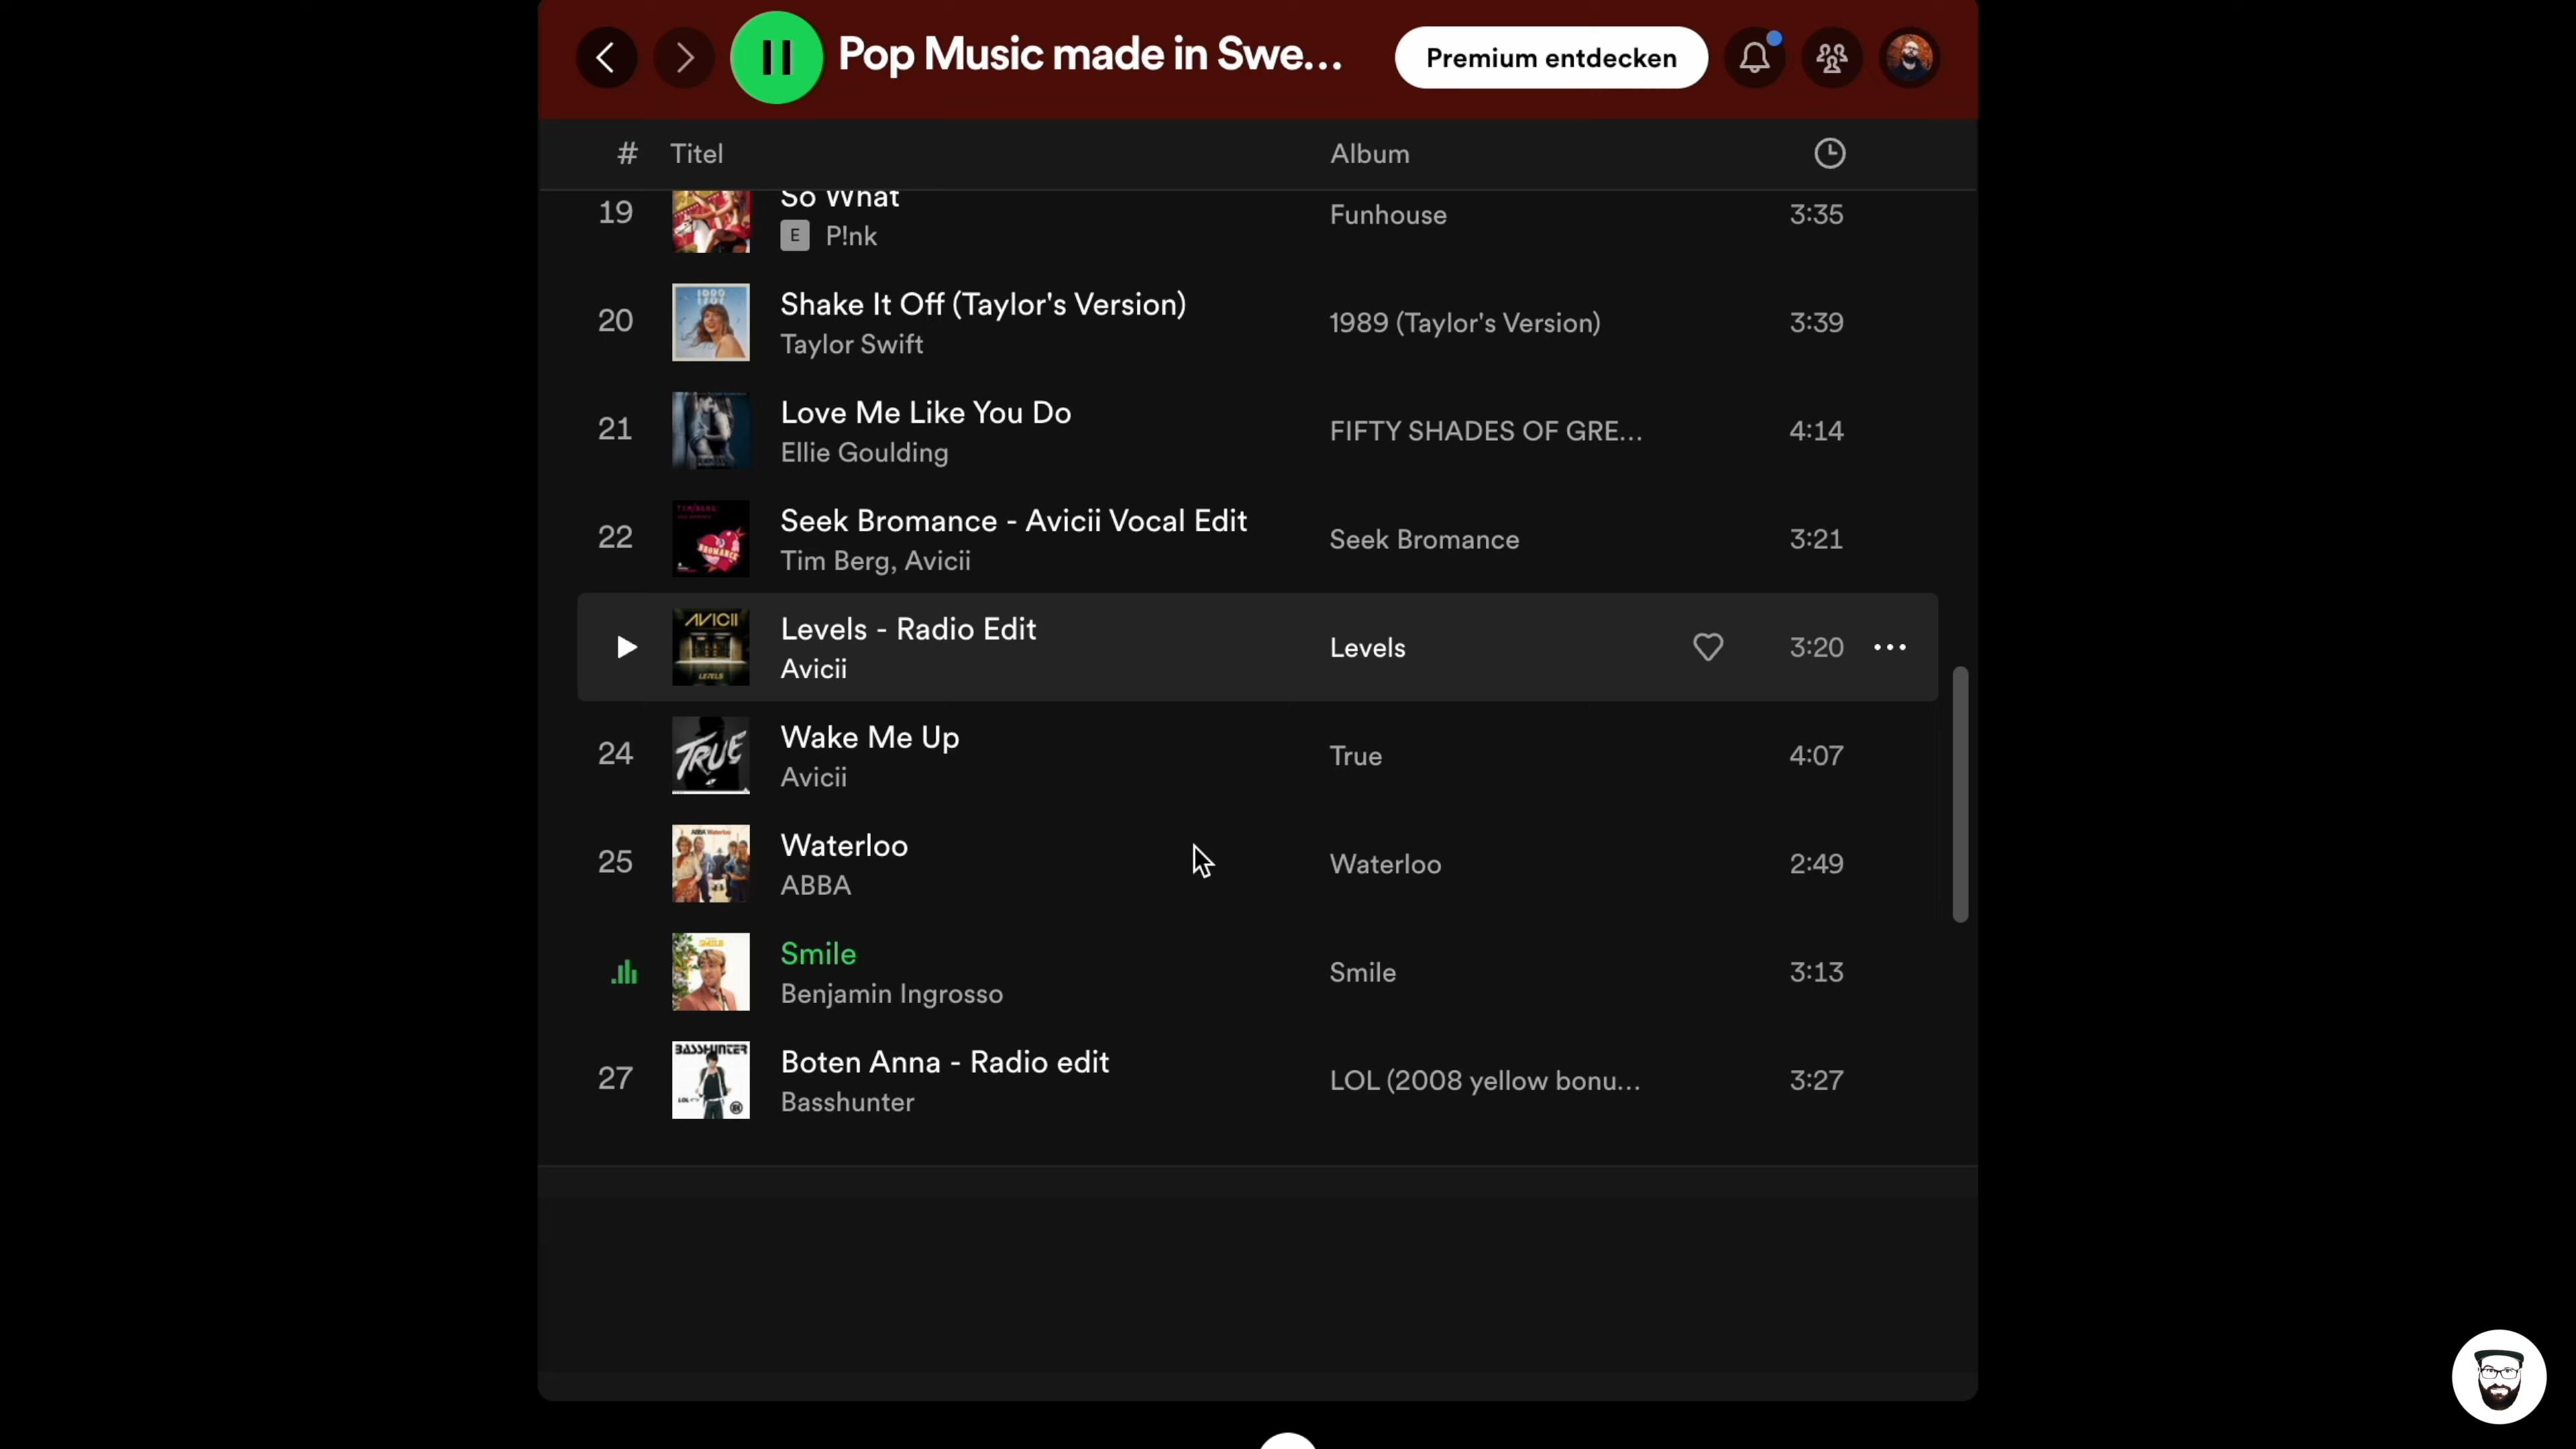 Pop Music made in Swe...
Premium entdecken
# Titel Album
19 So What Funhouse 3:35
E P!nk
20 Shake It Off (Taylor's Version) 1989 (Taylor's Version) 3:39
Taylor Swift
21 Love Me Like You Do FIFTY SHADES OF GRE... 4:14
Ellie Goulding
22 Seek Bromance - Avicii Vocal Edit Seek Bromance 3:21
Tim Berg, Avicii
AVICII
LEVELS
Levels - Radio Edit Levels 3:20
Avicii
24 TRUE Wake Me Up True 4:07
Avicii
25 Waterloo Waterloo 2:49
ABBA
Smile Smile 3:13
Benjamin Ingrosso
BASSHUNTER
27 Boten Anna - Radio edit LOL (2008 yellow bonu... 3:27
Basshunter